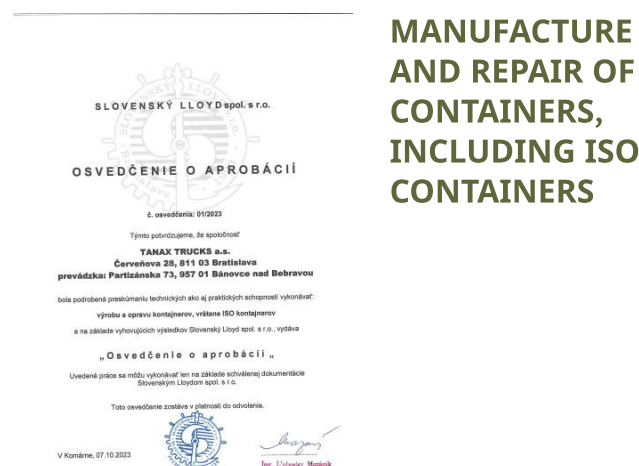 SLOVENSKÝ LLOYD spol. s r.o.
OSVEDČENIE O APROBÁCIÍ
č. osvedčenia: 01/2023
Týmto potvrdzujeme, že spoločnosť
TANAX TRUCKS a.s.
Červeňova 28, 811 03 Bratislava
prevádzka: Partizánska 73, 957 01 Bánovce nad Bebravou
bola podrobená preskúmaniu technických ako aj praktických schopností vykonávať:
výrobu a opravu kontajnerov, vrátane ISO kontajnerov
a na základe vyhovujúcich výsledkov Slovenský Lloyd spol. s r.o., vydáva
„Osvedčenie o aprobácií„
Uvedené práce sa môžu vykonávať len na základe schválenej dokumentácie
Slovenským Lloydom spol. s r.o.
Toto osvedčenie zostáva v platnosti do odvolania.
V Komárne, 07.10.2023
MANUFACTURE
AND REPAIR OF
CONTAINERS,
INCLUDING ISO
CONTAINERS